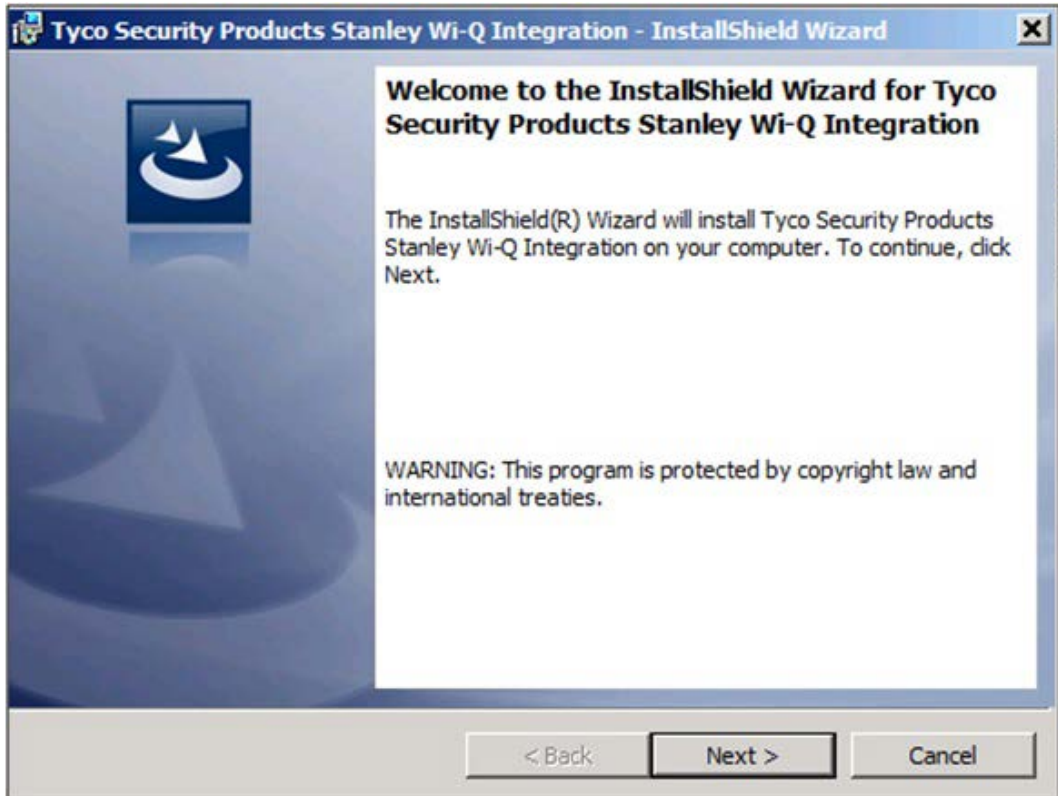 Tyco Security Products Stanley Wi-Q Integration - InstallShield Wizard
Welcome to the InstallShield Wizard for Tyco
Security Products Stanley Wi-Q Integration
The InstallShield(R) Wizard will install Tyco Security Products
Stanley Wi-Q Integration on your computer. To continue, click
Next.
WARNING: This program is protected by copyright law and
international treaties.
< Back
Next >
Cancel